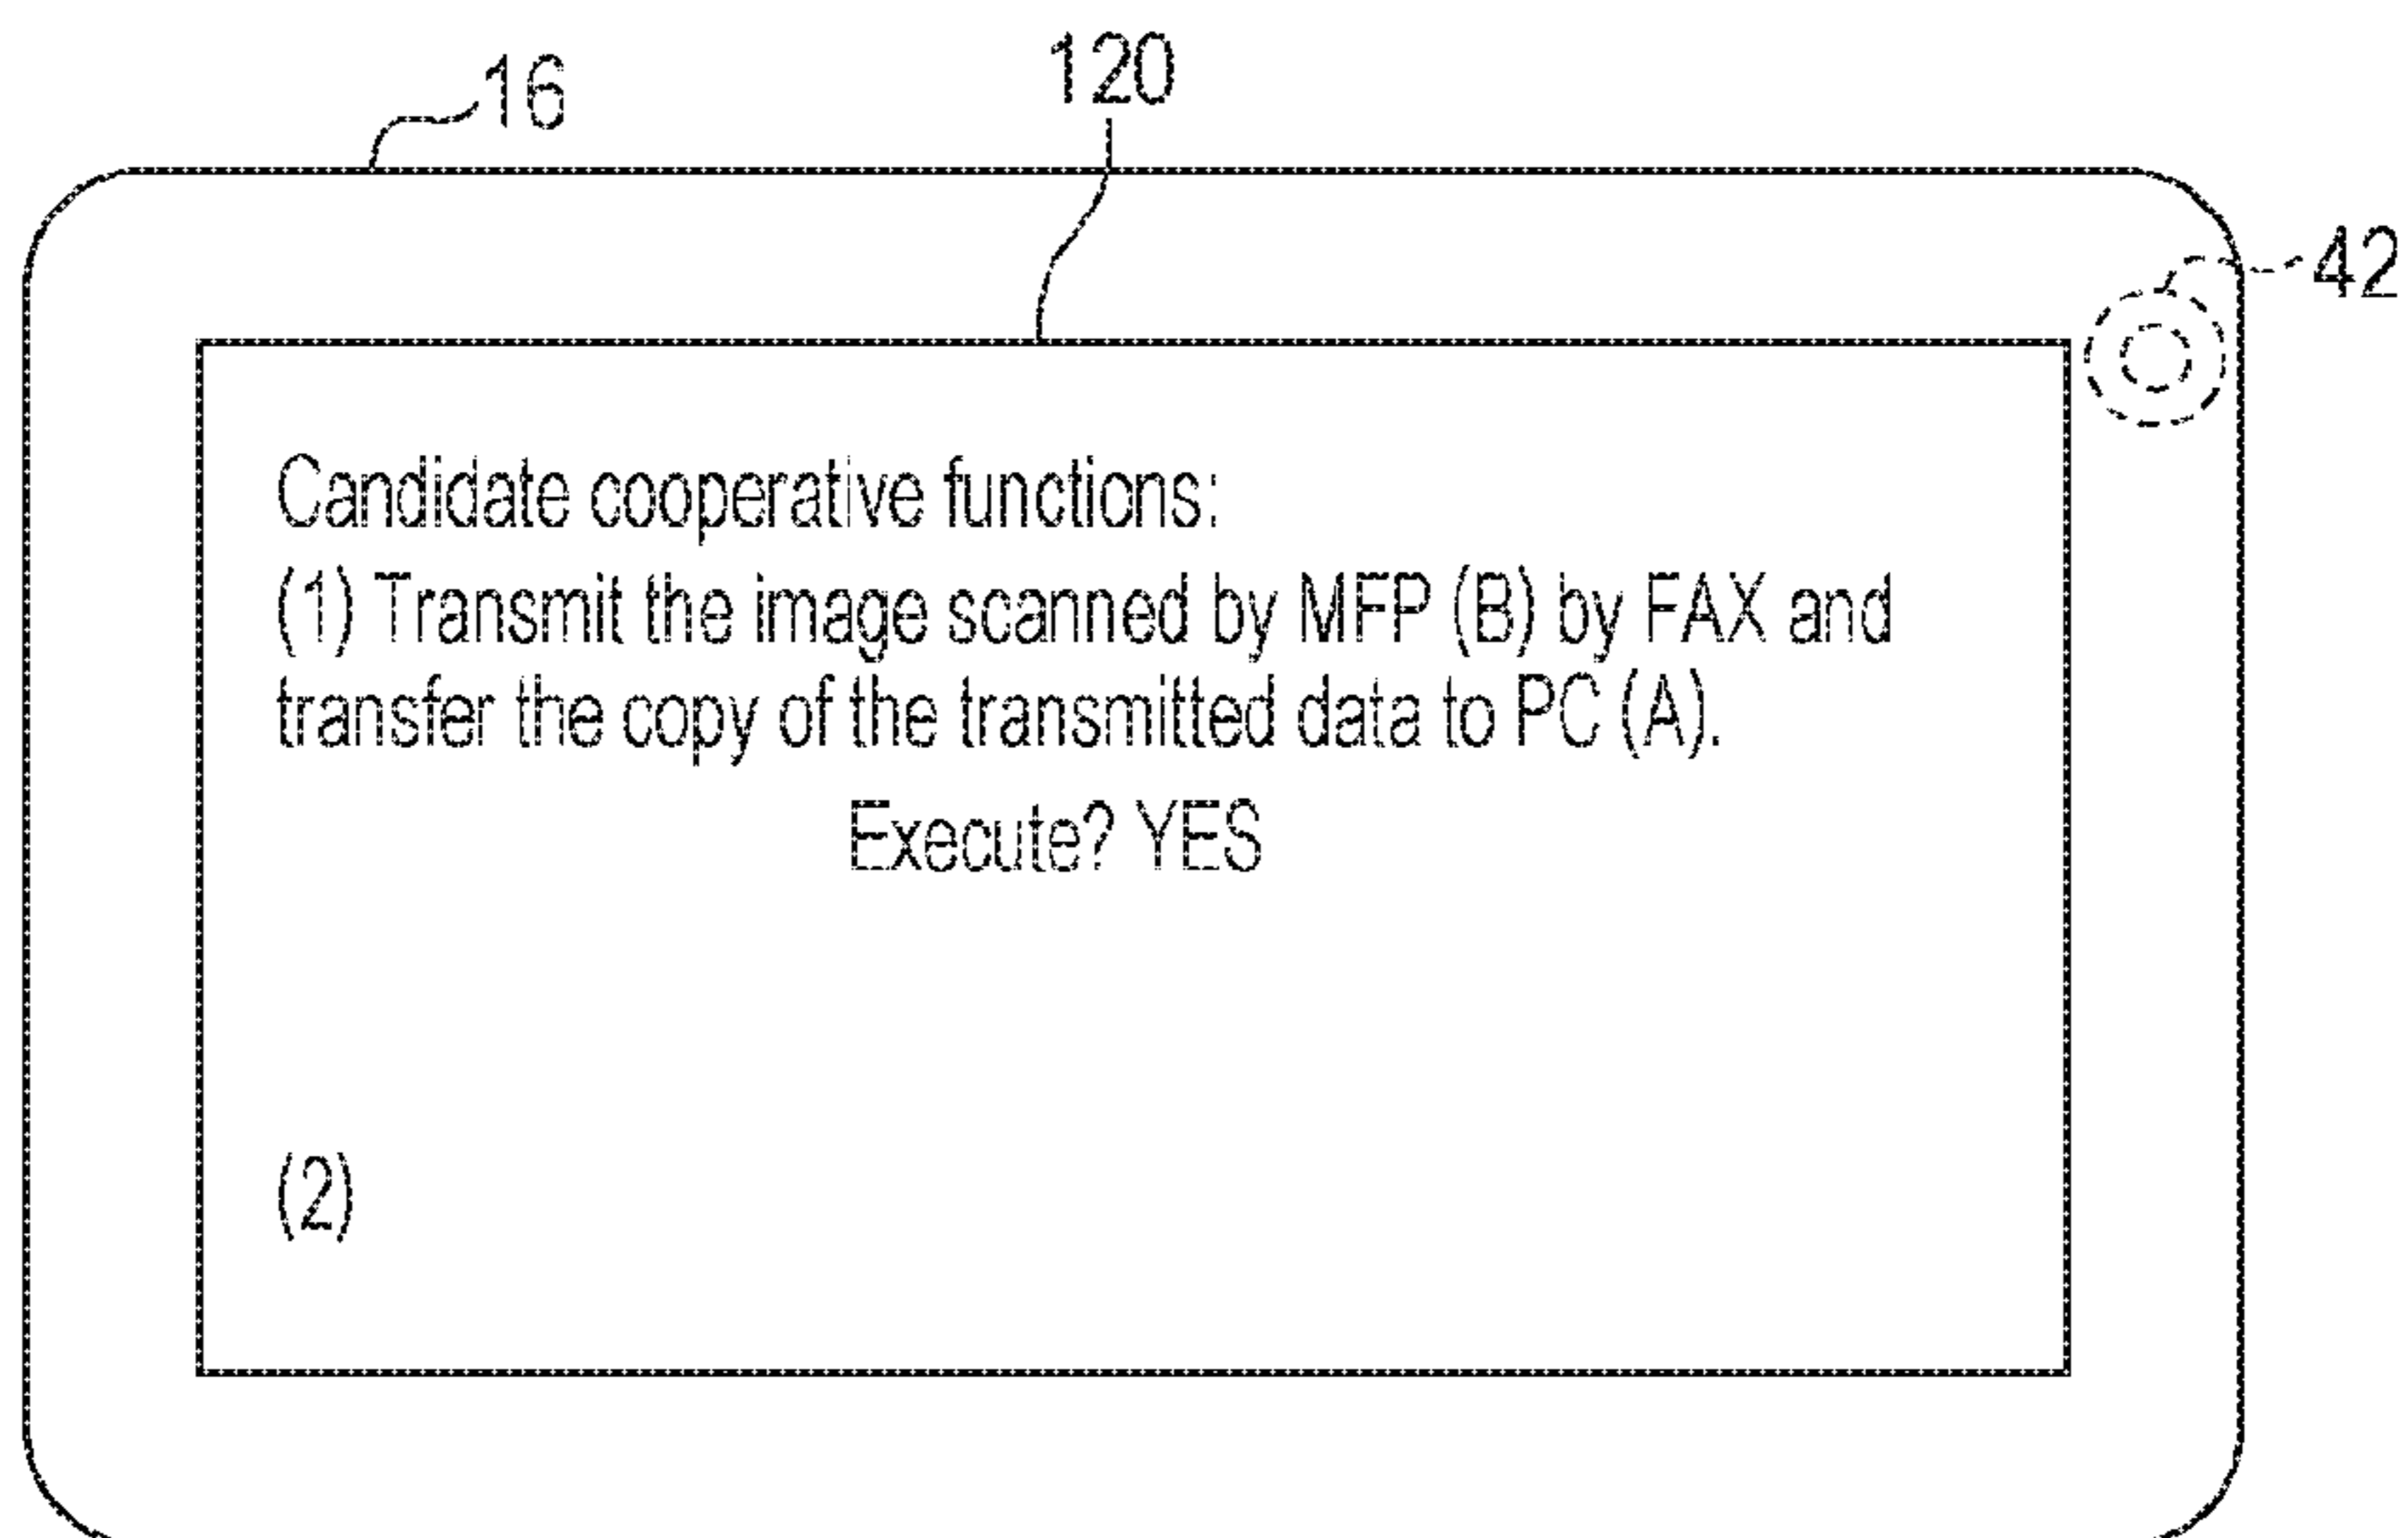 16
120
42
Candidate cooperative functions:
(1) Transmit the image scanned by MFP (B) by FAX and
transfer the copy of the transmitted data to PC (A).
Execute? YES
(2)